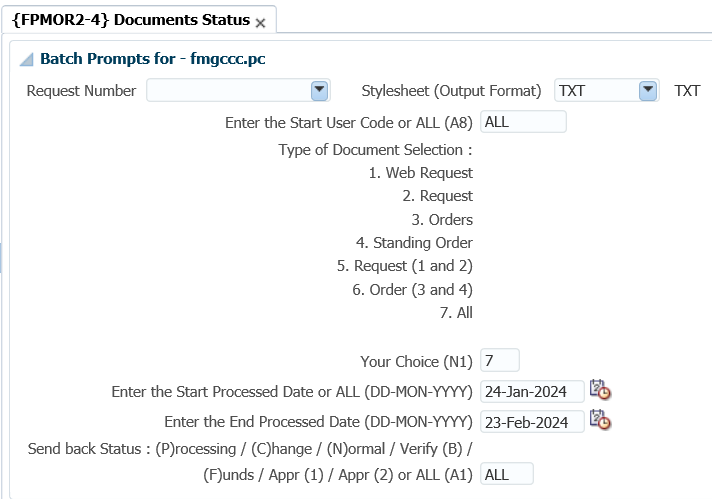 {FPMOR2-4} Documents Status ×
Batch Prompts for - fmgccc.pc
Request Number Stylesheet (Output Format) TXT TXT
Enter the Start User Code or ALL (A8) ALL
Type of Document Selection :
1. Web Request
2. Request
3. Orders
4. Standing Order
5. Request (1 and 2)
6. Order (3 and 4)
7. All
Your Choice (N1) 7
Enter the Start Processed Date or ALL (DD-MON-YYYY) 24-Jan-2024
Enter the End Processed Date (DD-MON-YYYY) 23-Feb-2024
Send back Status : (P)rocessing / (C)hange / (N)ormal / Verify (B) /
(F)unds / Appr (1) / Appr (2) or ALL (A1) ALL